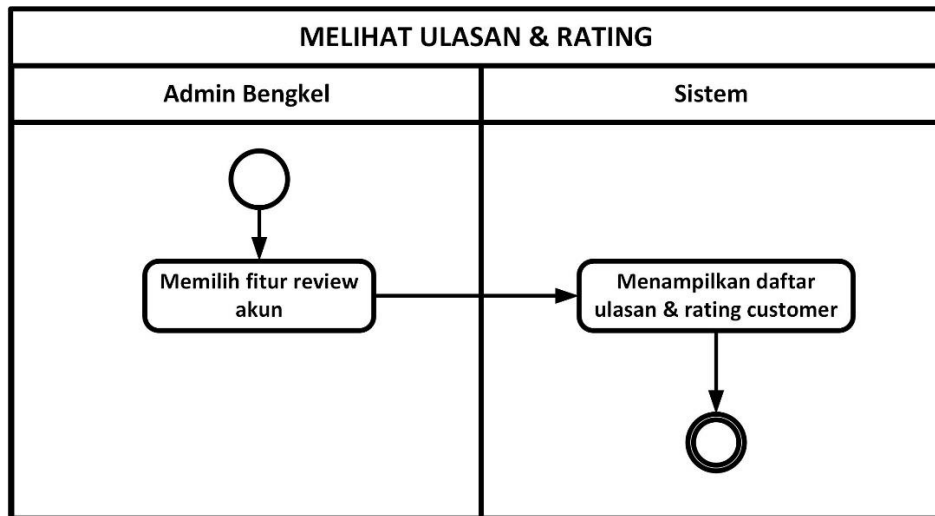 MELIHAT ULASAN & RATING
Admin Bengkel
Sistem
Memilih fitur review
akun
Menampilkan daftar
ulasan & rating customer